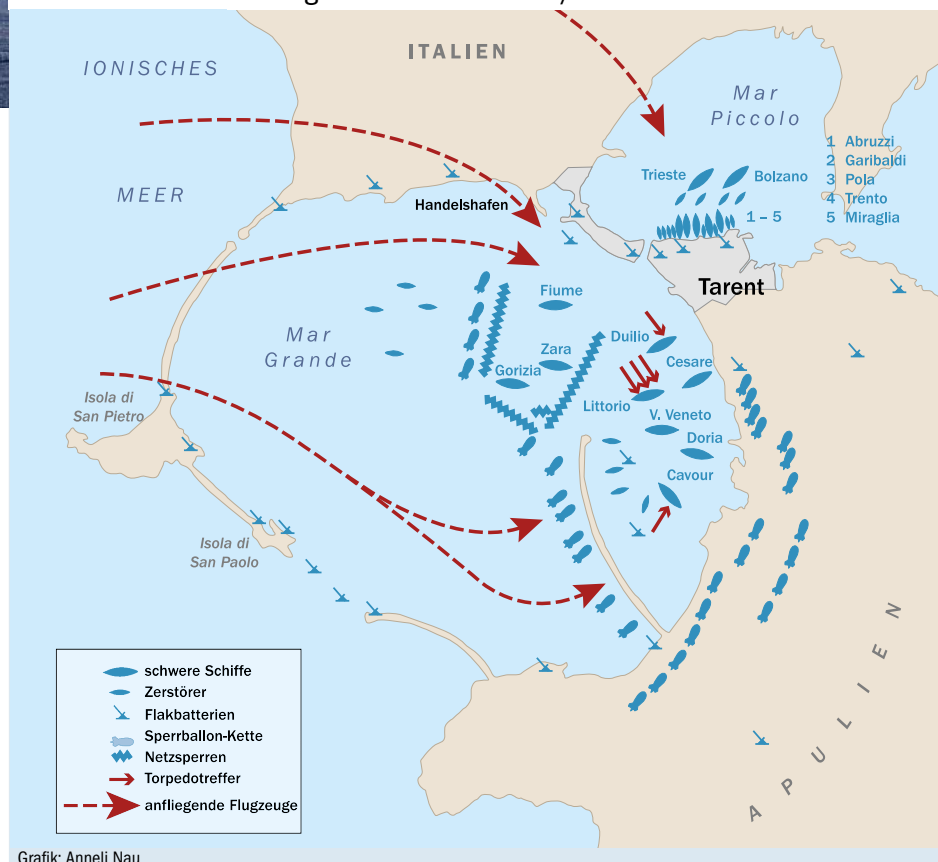 ITALIEN
IONISCHES
MEER
Mar
Piccolo
1 Abruzzi
2 Garibaldi
3 Pola
4 Trento
5 Miraglia
Trieste
Bolzano
1 – 5
Handelshafen
Tarent
Fiume
Mar
Grande
Duilio
Zara
Cesare
Gorizia
Isola di
San Pietro
Littorio
V. Veneto
Doria
Cavour
Isola di
San Paolo
APULIEN
schwere Schiffe
Zerstörer
Flakbatterien
Sperrballon-Kette
Netzsperren
Torpedotreffer
anfliegende Flugzeuge
Grafik: Anneli Nau